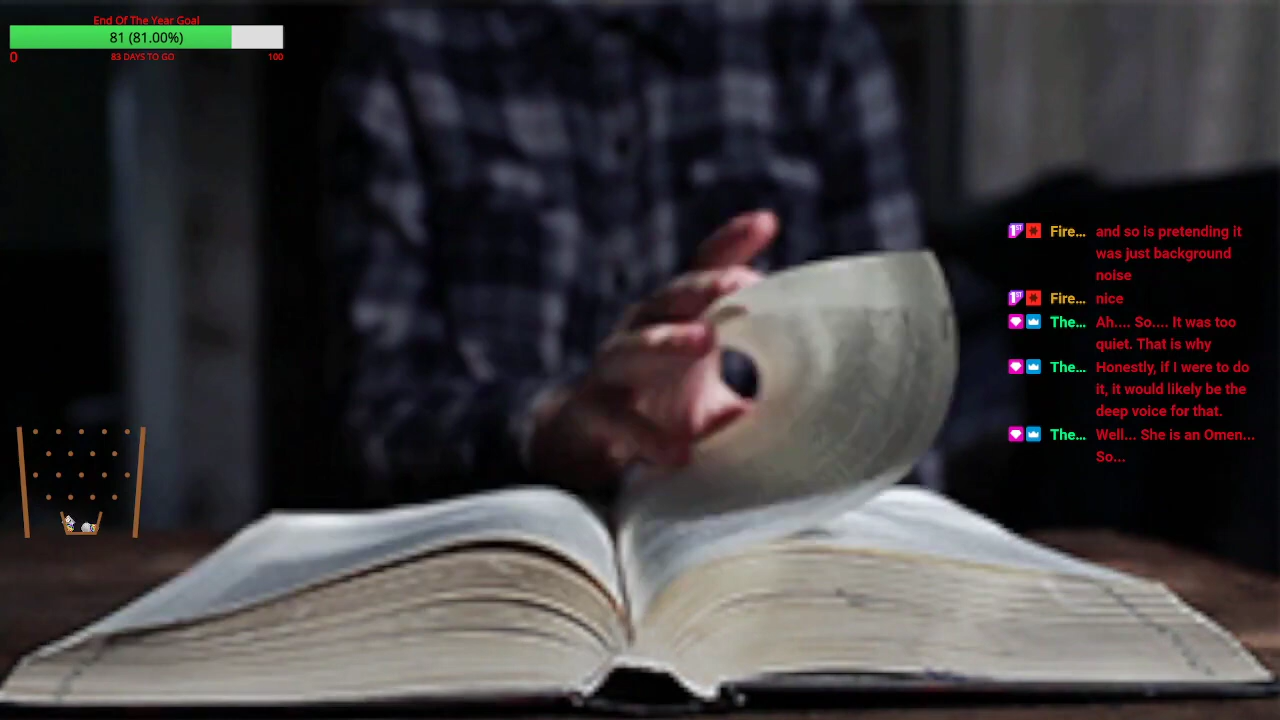 End Of The Year Goal
81 (81.00%)
0
83 DAYS TO GO
100
Fire... and so is pretending it
was just background
noise
Fire... nice
The... Ah.... So.... It was too
quiet. That is why
The... Honestly, if I were to do
it, it would likely be the
deep voice for that.
The... Well... She is an Omen...
So...